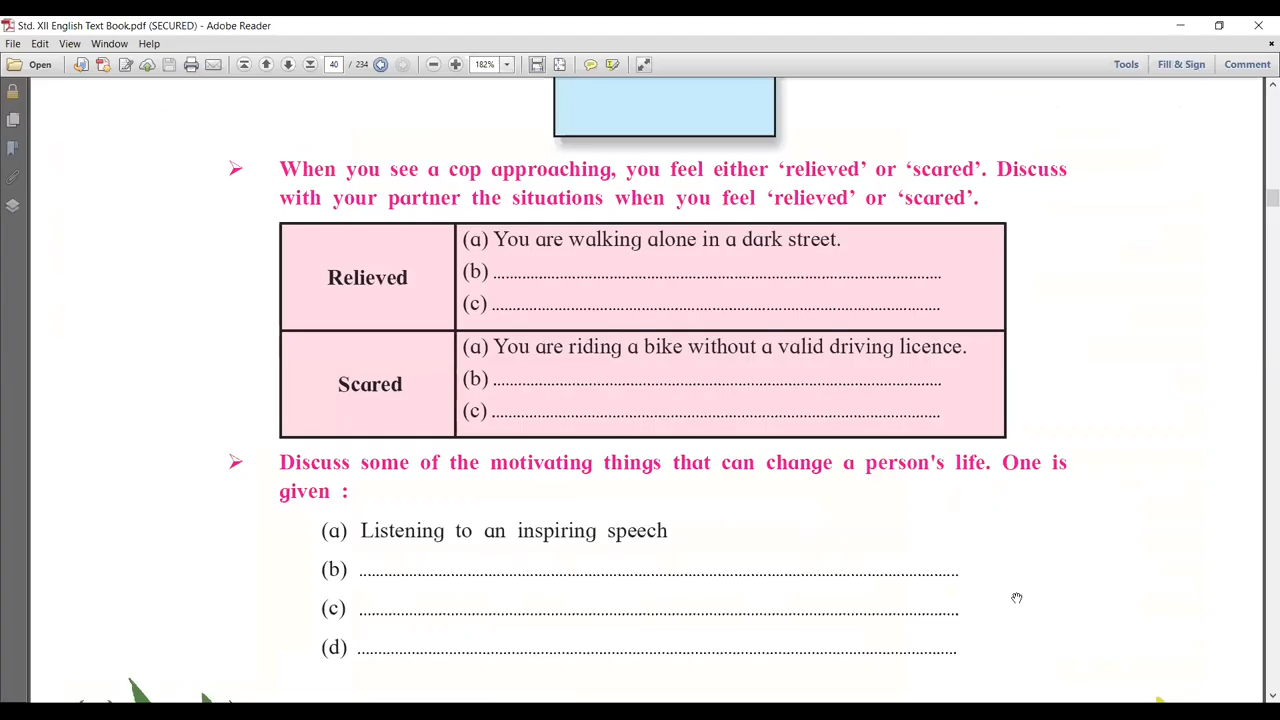 Std. XII English Text Book.pdf (SECURED) - Adobe Reader
File Edit View Window Help
Open 40 / 234 182% Tools Fill & Sign Comment
When you see a cop approaching, you feel either ‘relieved’ or ‘scared’. Discuss
with your partner the situations when you feel ‘relieved’ or ‘scared’.
Relieved
(a) You are walking alone in a dark street.
(b) ..........................................................................................
(c) ..........................................................................................
Scared
(a) You are riding a bike without a valid driving licence.
(b) ..........................................................................................
(c) ..........................................................................................
Discuss some of the motivating things that can change a person's life. One is
given :
(a) Listening to an inspiring speech
(b) ........................................................................................................................
(c) ........................................................................................................................
(d) ........................................................................................................................